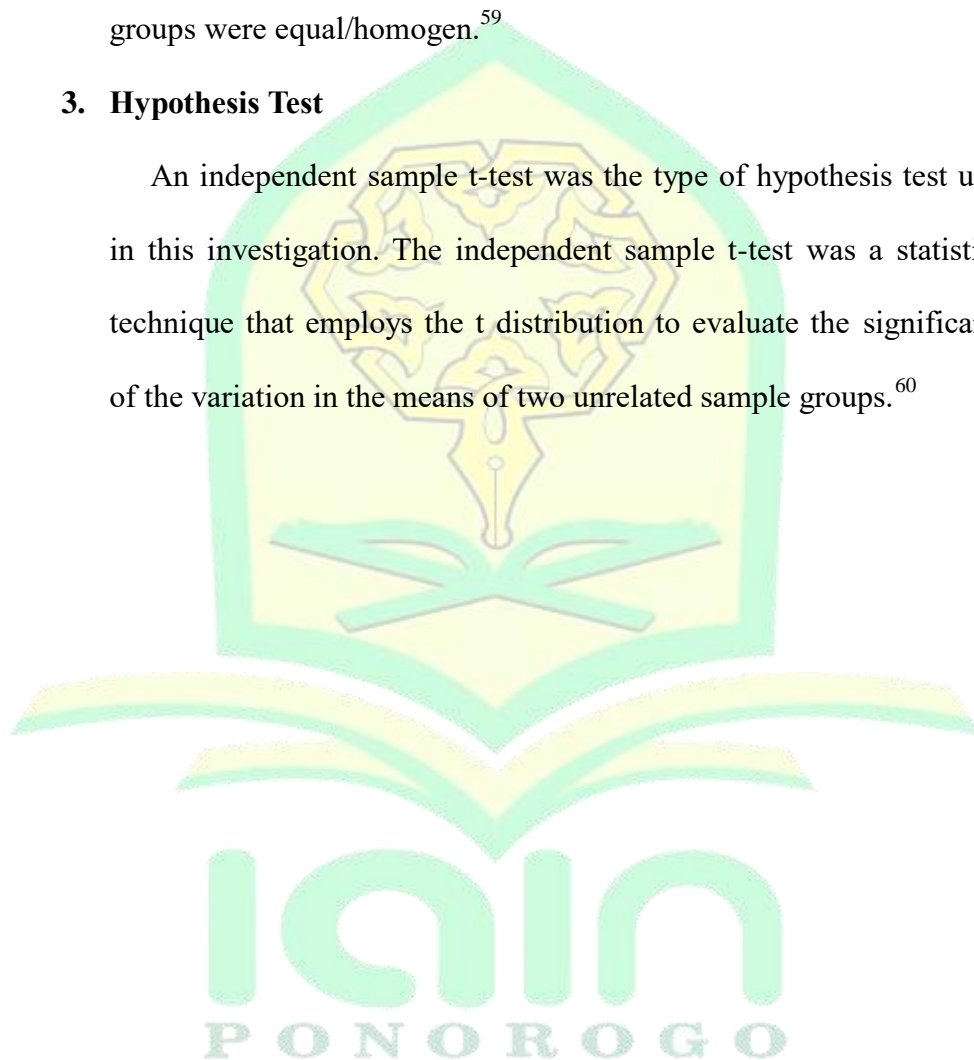 groups were equal/homogen.59
3. Hypothesis Test
An independent sample t-test was the type of hypothesis test u
in this investigation. The independent sample t-test was a statisti
technique that employs the t distribution to evaluate the significa
of the variation in the means of two unrelated sample groups.60
iain
PONOROGO